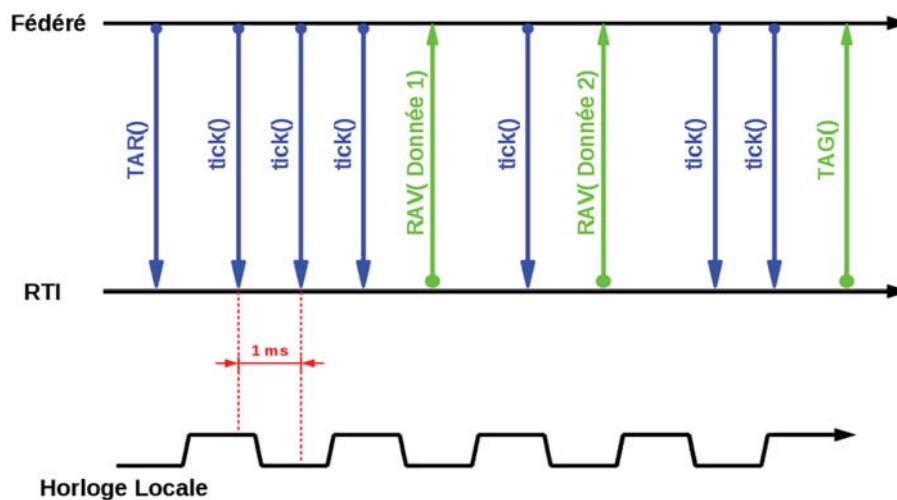 Fédéré
TAR()
tick()
tick()
tick()
RAV( Donnée 1)
tick()
RAV( Donnée 2)
tick()
tick()
TAG()
RTI
1 ms
Horloge Locale